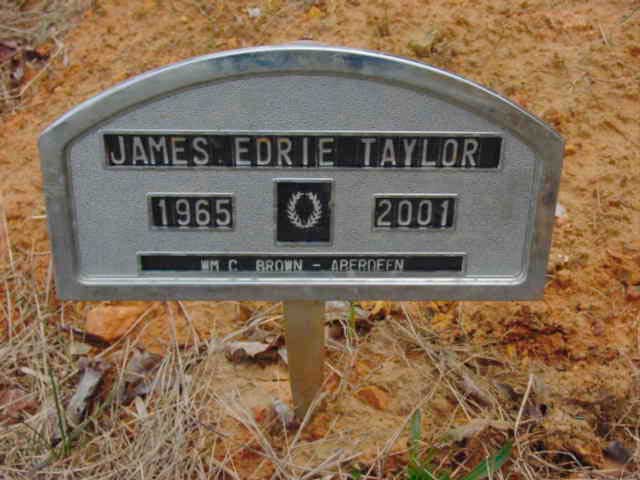 JAMES EDRIE TAYLOR
1965 2001
WM C. BROWN - ABERDEEN